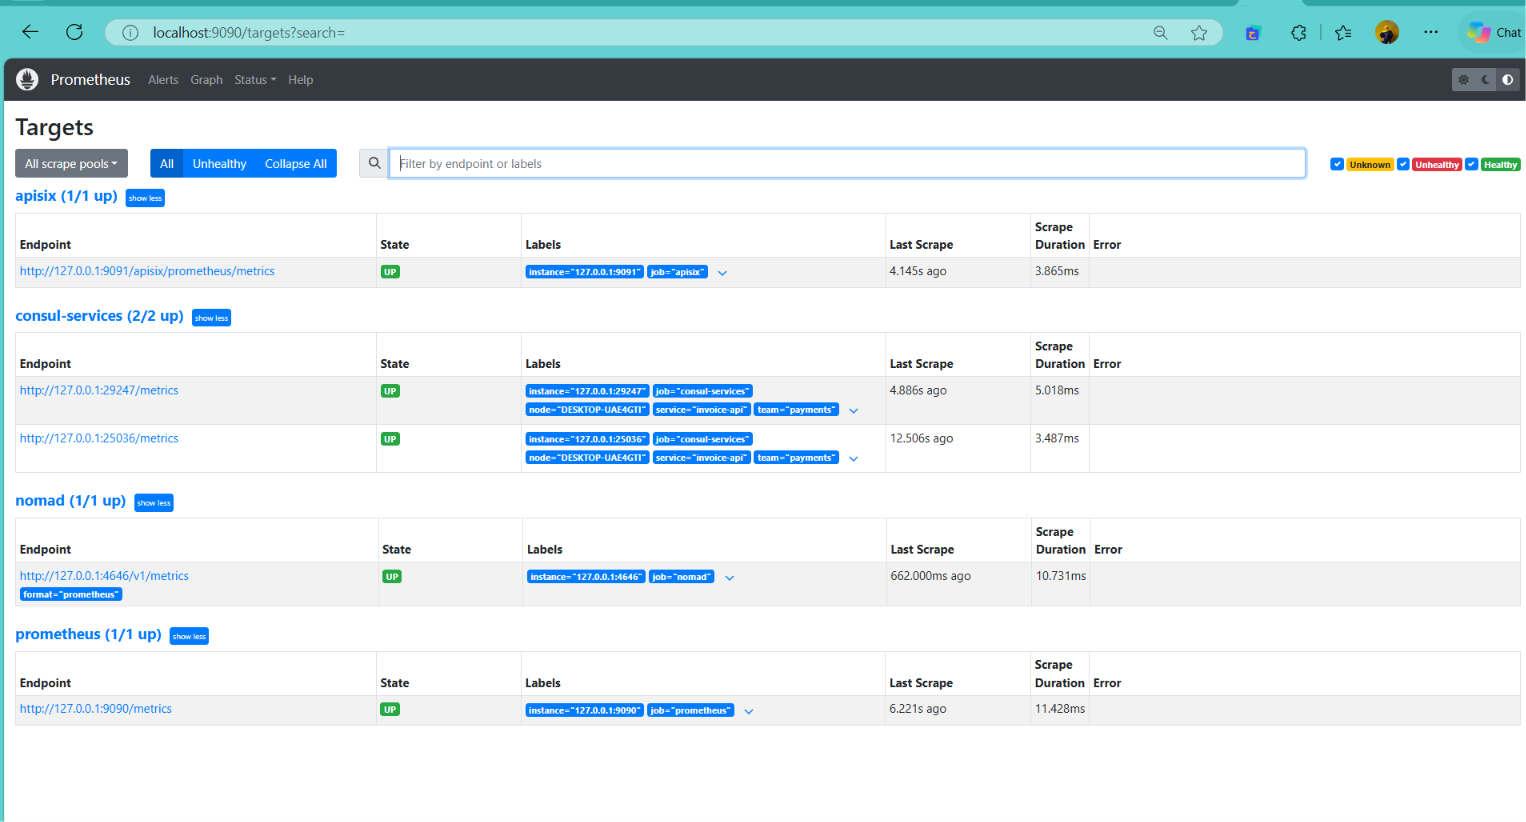 localhost:9090/targets?search=
Chat
Prometheus Alerts Graph Status Help
Targets
All scrape pools All Unhealthy Collapse All Filter by endpoint or labels Unknown Unhealthy Healthy
apisix (1/1 up) show less
Endpoint State Labels Last Scrape Scrape Duration Error
http://127.0.0.1:9091/apisix/prometheus/metrics UP instance="127.0.0.1:9091" job="apisix" 4.145s ago 3.865ms
consul-services (2/2 up) show less
Endpoint State Labels Last Scrape Scrape Duration Error
http://127.0.0.1:29247/metrics UP instance="127.0.0.1:29247" job="consul-services" 4.886s ago 5.018ms
node="DESKTOP-UAE4GTI" service="invoice-api" team="payments"
http://127.0.0.1:25036/metrics UP instance="127.0.0.1:25036" job="consul-services" 12.506s ago 3.487ms
node="DESKTOP-UAE4GTI" service="invoice-api" team="payments"
nomad (1/1 up) show less
Endpoint State Labels Last Scrape Scrape Duration Error
http://127.0.0.1:4646/v1/metrics UP instance="127.0.0.1:4646" job="nomad" 662.000ms ago 10.731ms
format="prometheus"
prometheus (1/1 up) show less
Endpoint State Labels Last Scrape Scrape Duration Error
http://127.0.0.1:9090/metrics UP instance="127.0.0.1:9090" job="prometheus" 6.221s ago 11.428ms